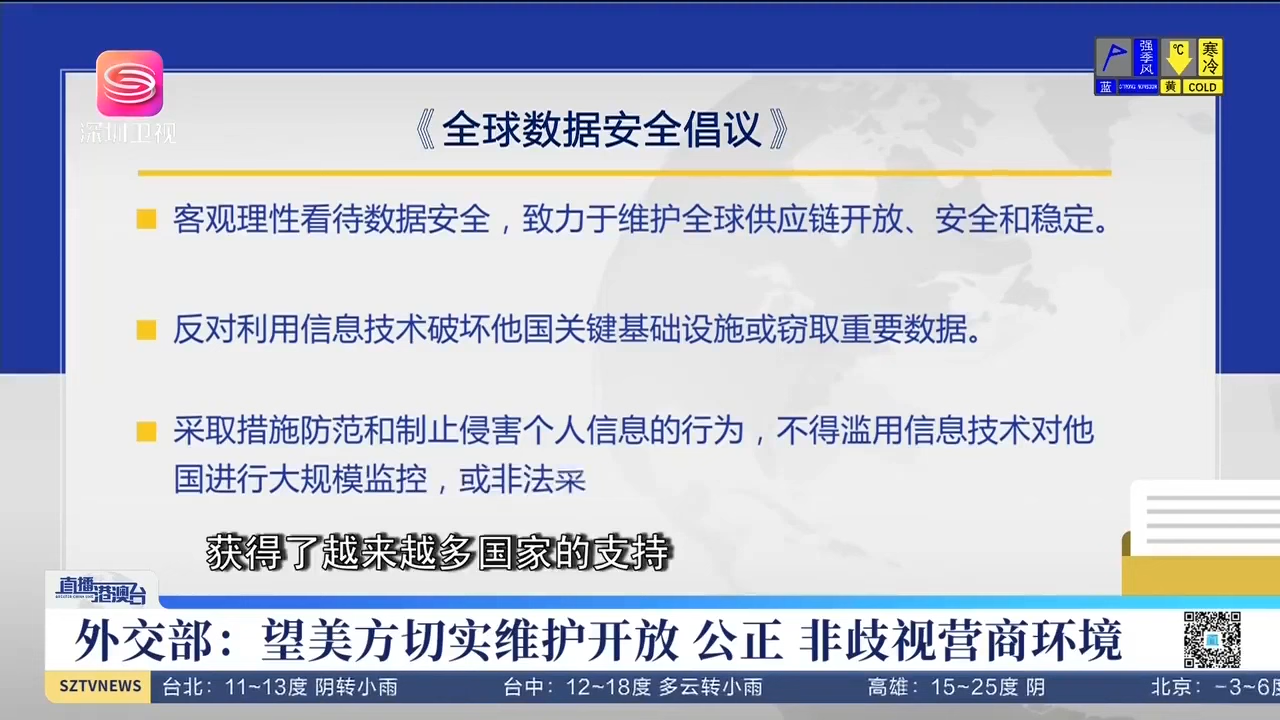 强季风
℃
寒冷
蓝
黄
COLD
深圳卫视
《全球数据安全倡议》
客观理性看待数据安全，致力于维护全球供应链开放、安全和稳定。
反对利用信息技术破坏他国关键基础设施或窃取重要数据。
采取措施防范和制止侵害个人信息的行为，不得滥用信息技术对他
国进行大规模监控，或非法采
获得了越来越多国家的支持
直播港澳台
外交部：望美方切实维护开放 公正 非歧视营商环境
SZTVNEWS
台北：11~13度 阴转小雨
台中：12~18度 多云转小雨
高雄：15~25度 阴
北京：-3~6度